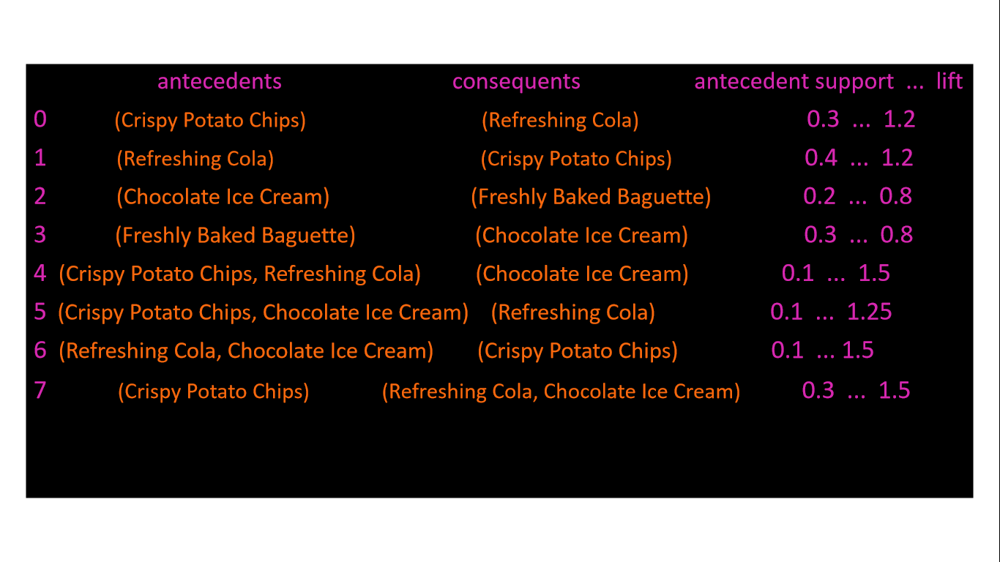 antecedents consequents antecedent support ... lift
0 (Crispy Potato Chips) (Refreshing Cola) 0.3 ... 1.2
1 (Refreshing Cola) (Crispy Potato Chips) 0.4 ... 1.2
2 (Chocolate Ice Cream) (Freshly Baked Baguette) 0.2 ... 0.8
3 (Freshly Baked Baguette) (Chocolate Ice Cream) 0.3 ... 0.8
4 (Crispy Potato Chips, Refreshing Cola) (Chocolate Ice Cream) 0.1 ... 1.5
5 (Crispy Potato Chips, Chocolate Ice Cream) (Refreshing Cola) 0.1 ... 1.25
6 (Refreshing Cola, Chocolate Ice Cream) (Crispy Potato Chips) 0.1 ... 1.5
7 (Crispy Potato Chips) (Refreshing Cola, Chocolate Ice Cream) 0.3 ... 1.5